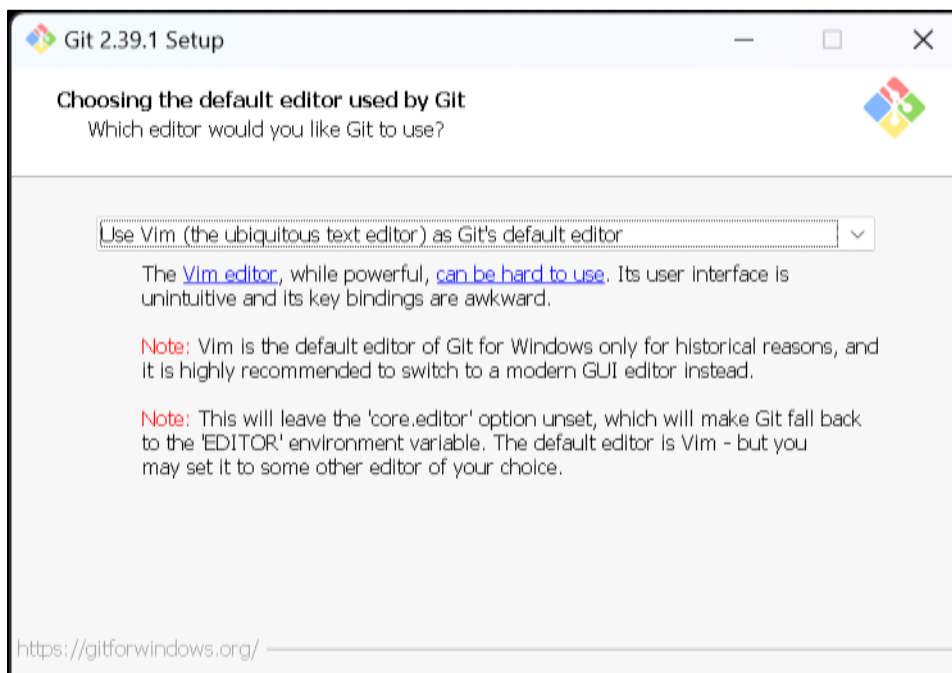 Git 2.39.1 Setup
Choosing the default editor used by Git
Which editor would you like Git to use?
Use Vim (the ubiquitous text editor) as Git's default editor
The Vim editor, while powerful, can be hard to use. Its user interface is
unintuitive and its key bindings are awkward.
Note: Vim is the default editor of Git for Windows only for historical reasons, and
it is highly recommended to switch to a modern GUI editor instead.
Note: This will leave the 'core.editor' option unset, which will make Git fall back
to the 'EDITOR' environment variable. The default editor is Vim - but you
may set it to some other editor of your choice.
https://gitforwindows.org/